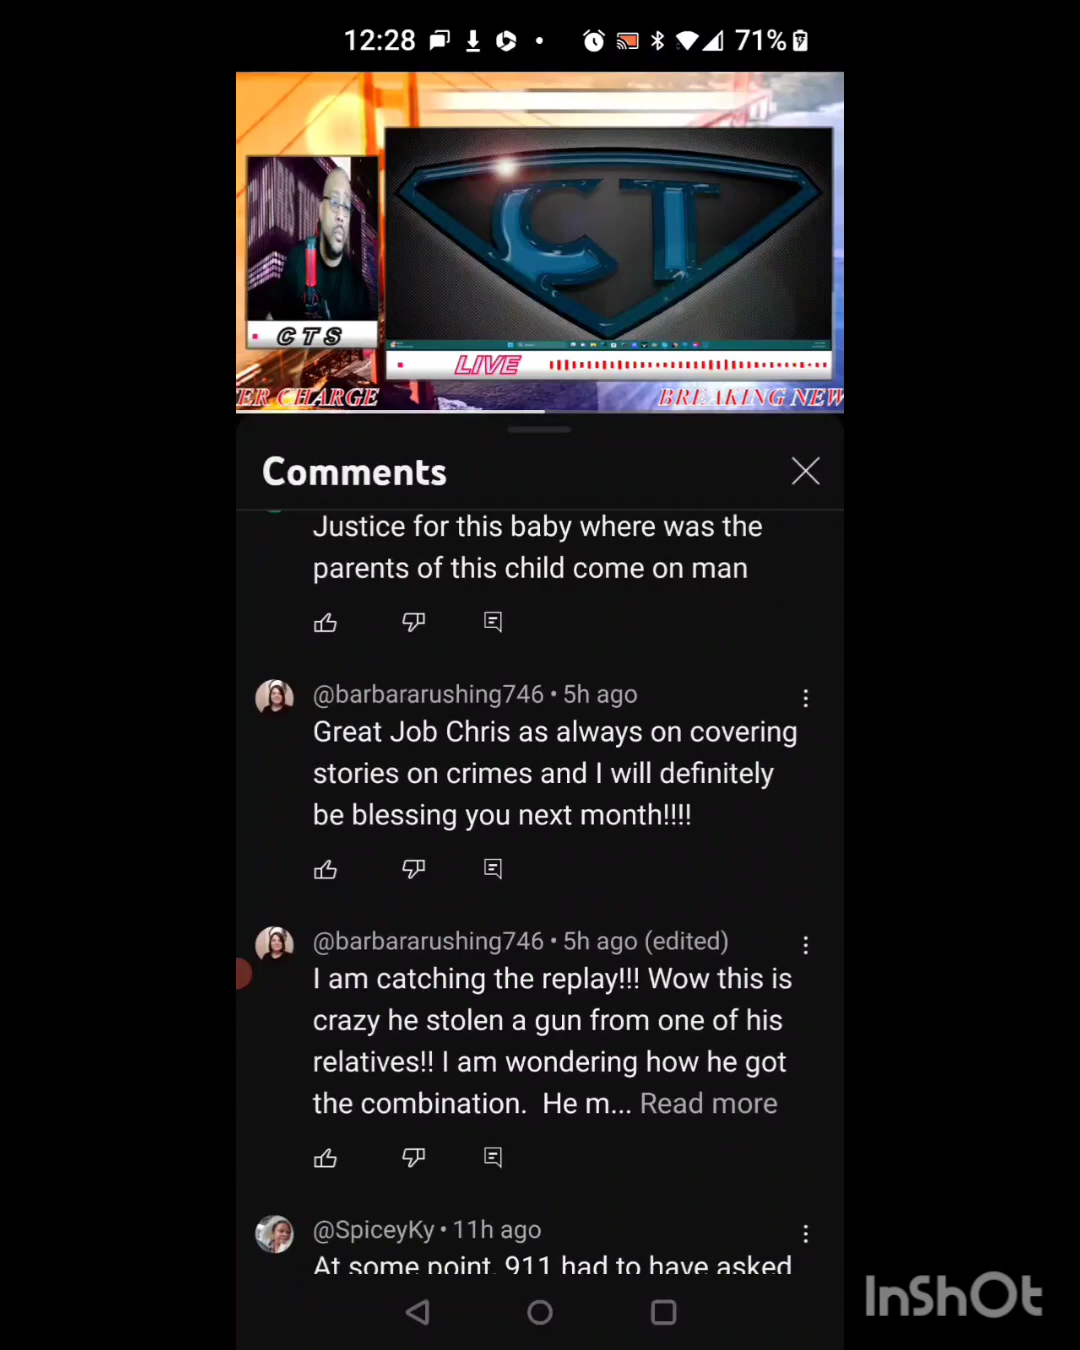 12:28
71%
CT
CTS
LIVE
ER CHARGE
BREAKING NEW
Comments
Justice for this baby where was the
parents of this child come on man
@barbararushing746 • 5h ago
Great Job Chris as always on covering
stories on crimes and I will definitely
be blessing you next month!!!!
@barbararushing746 • 5h ago (edited)
I am catching the replay!!! Wow this is
crazy he stolen a gun from one of his
relatives!! I am wondering how he got
the combination.  He m... Read more
@SpiceyKy • 11h ago
At some point, 911 had to have asked
InShOt